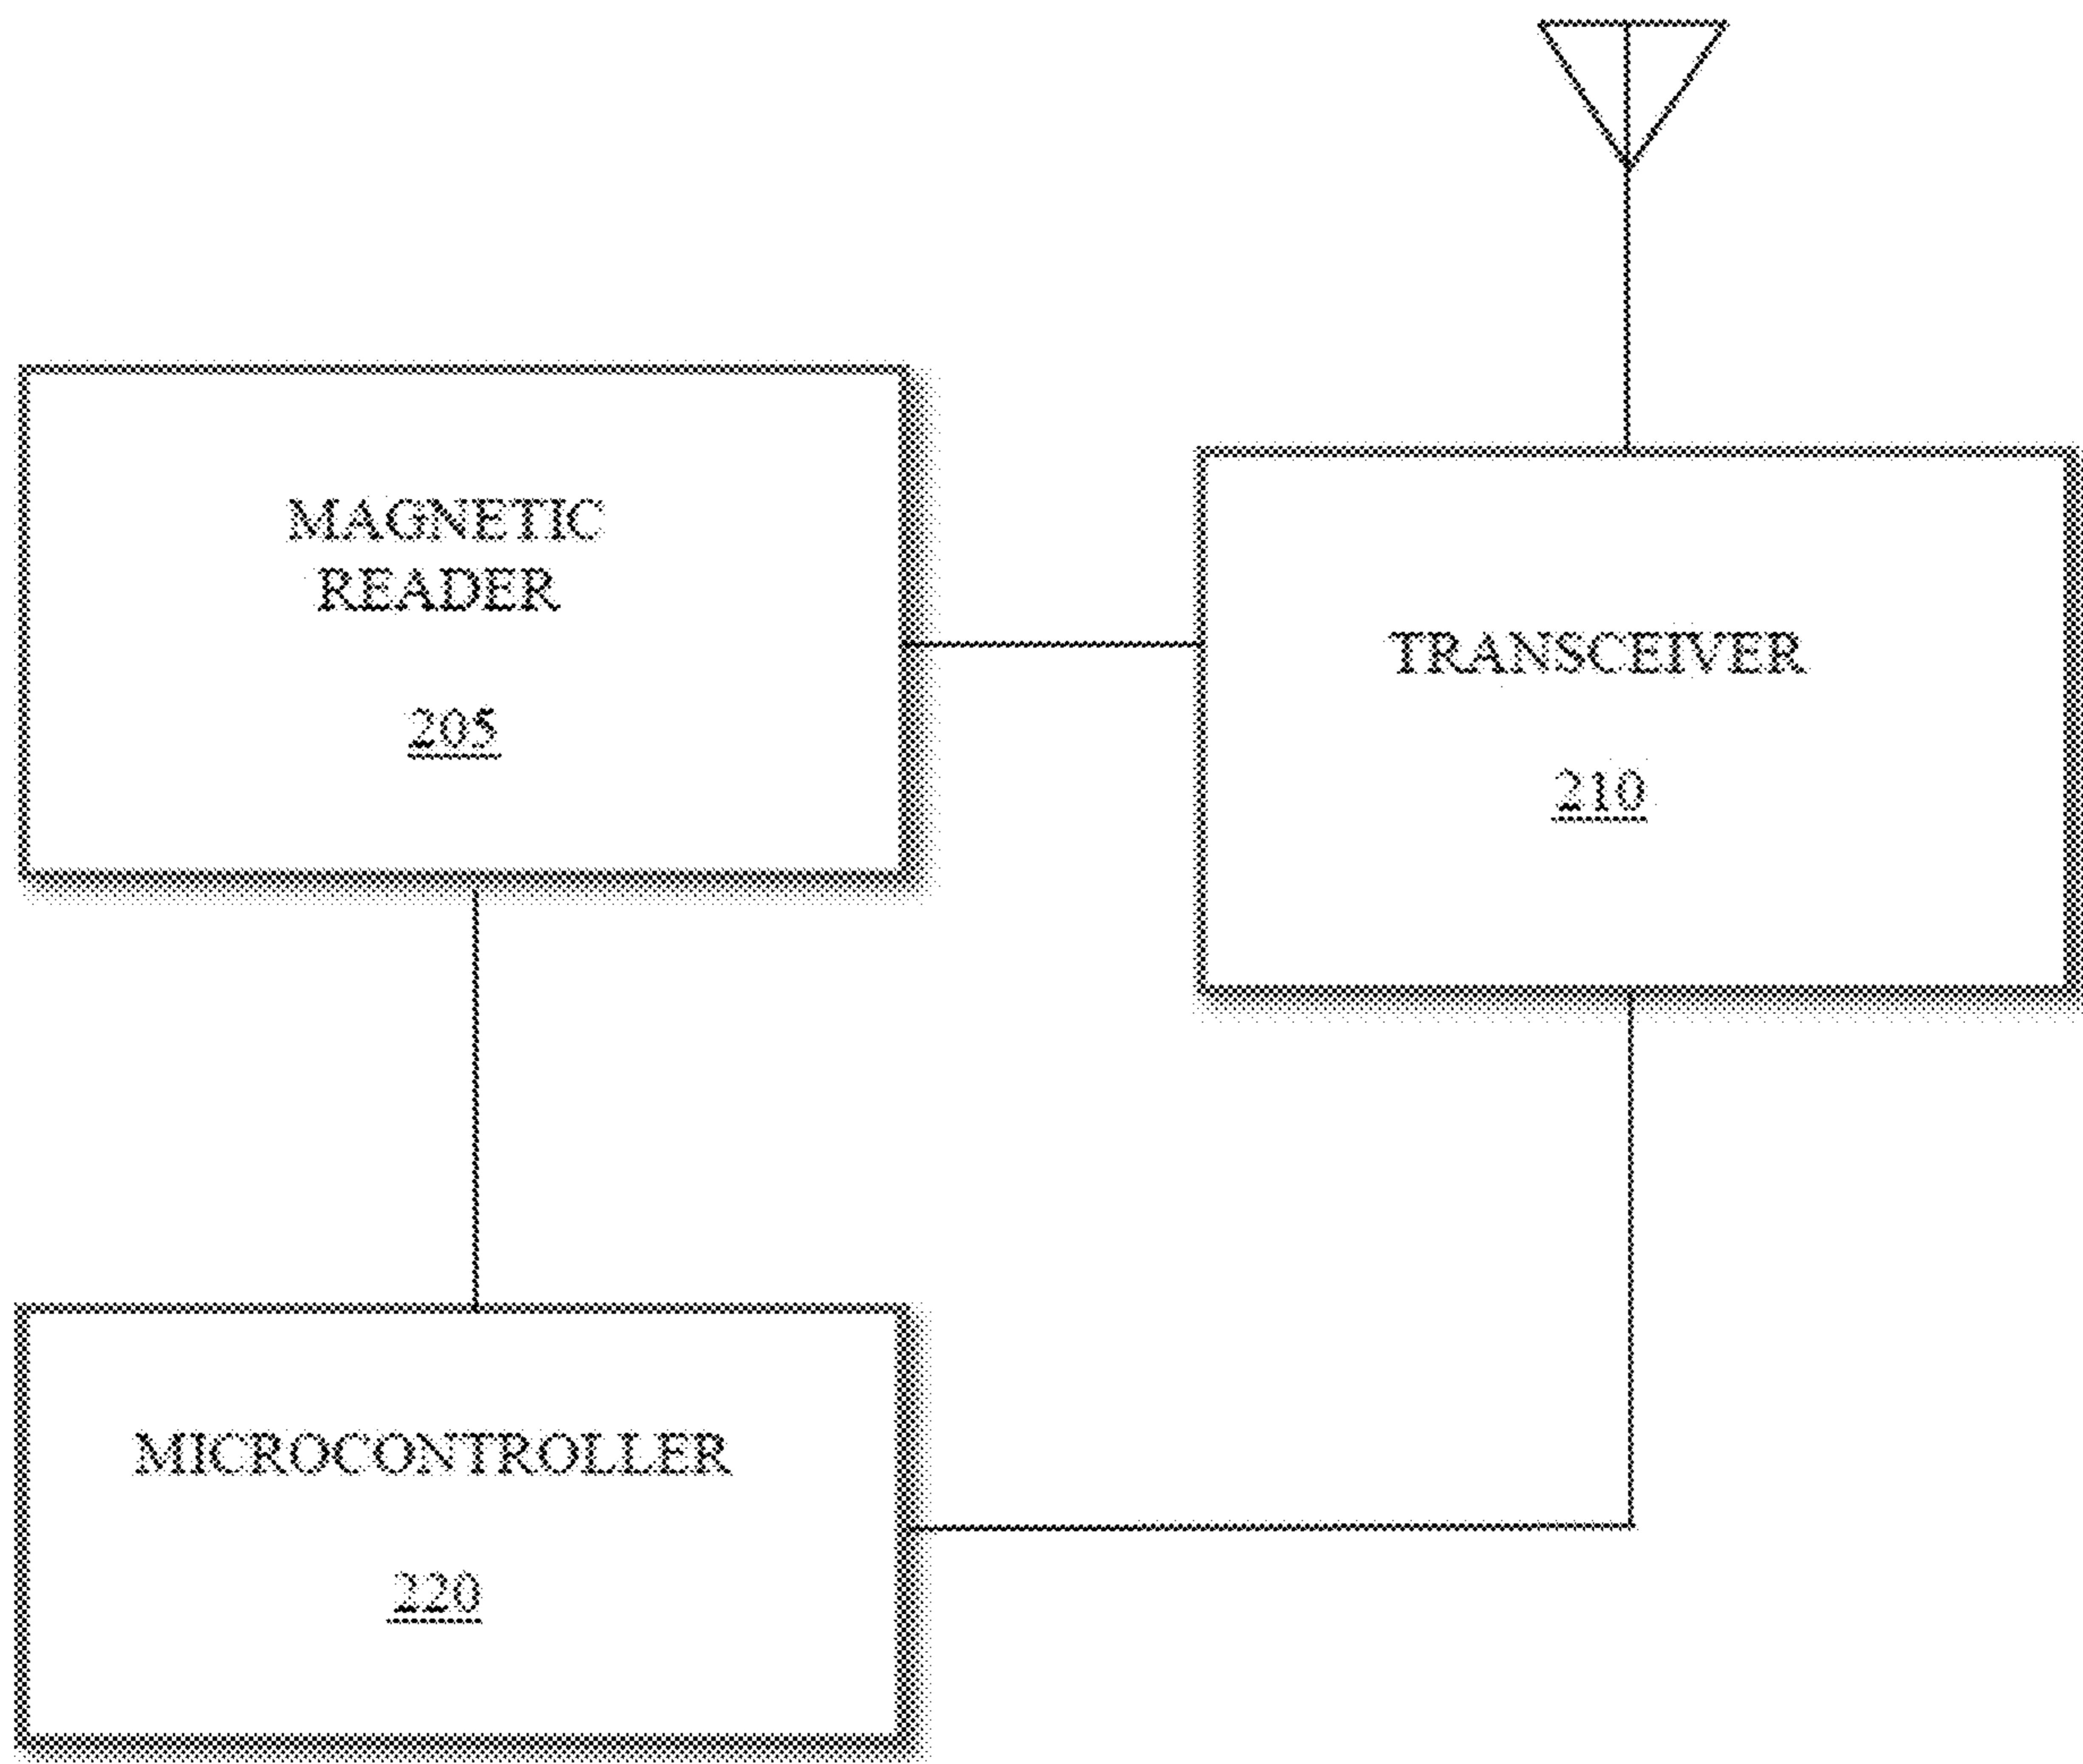 MAGNETIC
READER
205
TRANSCEIVER
210
MICROCONTROLLER
220